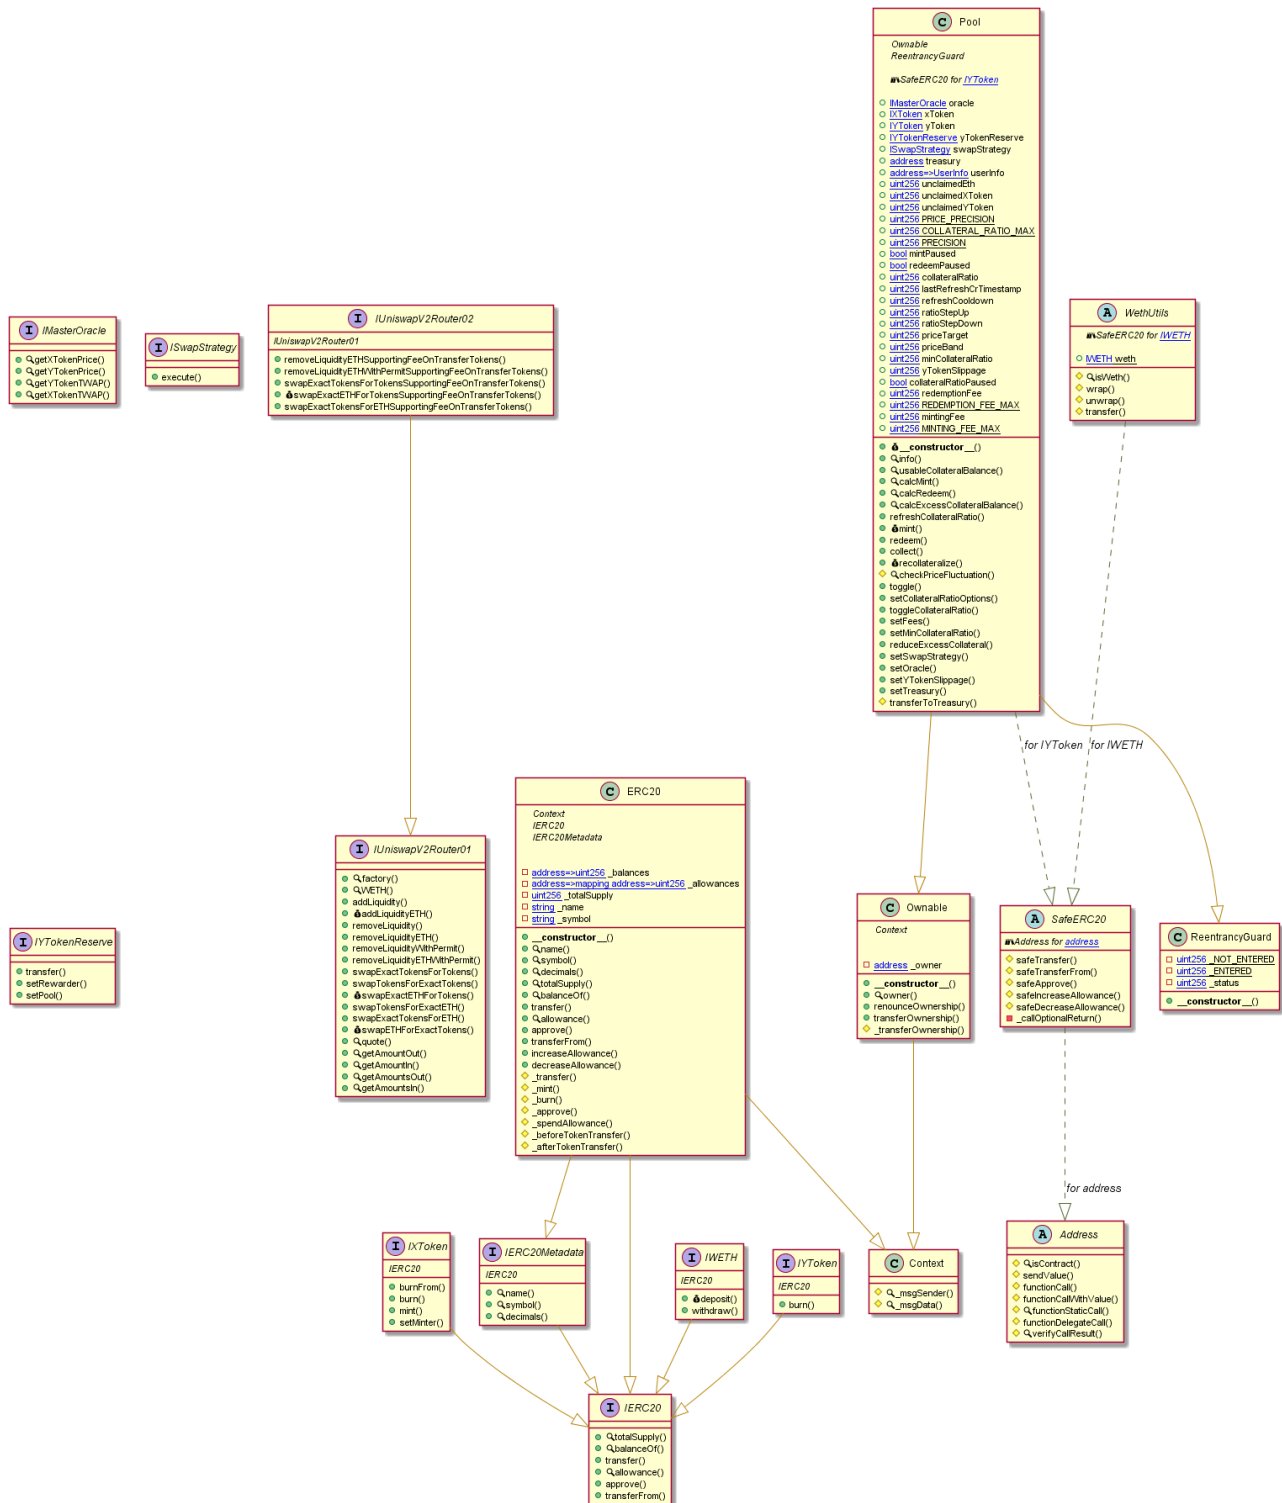 Pool
Ownable
ReentrancyGuard
SafeERC20 for IYToken
IMasterOracle oracle
IXToken xToken
IYToken yToken
IYTokenReserve yTokenReserve
ISwapStrategy swapStrategy
address treasury
address=>UserInfo userInfo
uint256 unclaimedEth
uint256 unclaimedXToken
uint256 unclaimedYToken
uint256 PRICE_PRECISION
uint256 COLLATERAL_RATIO_MAX
uint256 PRECISION
bool mintPaused
bool redeemPaused
uint256 collateralRatio
uint256 lastRefreshCrTimestamp
uint256 refreshCooldown
uint256 ratioStepUp
uint256 ratioStepDown
uint256 priceTarget
uint256 priceBand
uint256 minCollateralRatio
uint256 yTokenSlippage
bool collateralRatioPaused
uint256 redemptionFee
uint256 REDEMPTION_FEE_MAX
uint256 mintingFee
uint256 MINTING_FEE_MAX
__constructor__()
info()
usableCollateralBalance()
calcMint()
calcRedeem()
calcExcessCollateralBalance()
refreshCollateralRatio()
mint()
redeem()
collect()
recollateralize()
checkPriceFluctuation()
toggle()
setCollateralRatioOptions()
toggleCollateralRatio()
setFees()
setMinCollateralRatio()
reduceExcessCollateral()
setSwapStrategy()
setOracle()
setYTokenSlippage()
setTreasury()
transferToTreasury()
IMasterOracle
getXTokenPrice()
getYTokenPrice()
getYTokenTWAP()
getXTokenTWAP()
ISwapStrategy
execute()
IUniswapV2Router02
IUniswapV2Router01
removeLiquidityETHSupportingFeeOnTransferTokens()
removeLiquidityETHWithPermitSupportingFeeOnTransferTokens()
swapExactTokensForTokensSupportingFeeOnTransferTokens()
swapExactETHForTokensSupportingFeeOnTransferTokens()
swapExactTokensForETHSupportingFeeOnTransferTokens()
WethUtils
SafeERC20 for IWETH
IWETH weth
isWeth()
wrap()
unwrap()
transfer()
for IYToken
for IWETH
IYTokenReserve
transfer()
setRewarder()
setPool()
IUniswapV2Router01
factory()
WETH()
addLiquidity()
addLiquidityETH()
removeLiquidity()
removeLiquidityETH()
removeLiquidityWithPermit()
removeLiquidityETHWithPermit()
swapExactTokensForTokens()
swapTokensForExactTokens()
swapExactETHForTokens()
swapTokensForExactETH()
swapExactTokensForETH()
swapETHForExactTokens()
quote()
getAmountOut()
getAmountIn()
getAmountsOut()
getAmountsIn()
ERC20
Context
IERC20
IERC20Metadata
address=>uint256 _balances
address=>mapping address=>uint256 _allowances
uint256 _totalSupply
string _name
string _symbol
__constructor__()
name()
symbol()
decimals()
totalSupply()
balanceOf()
transfer()
allowance()
approve()
transferFrom()
increaseAllowance()
decreaseAllowance()
_transfer()
_mint()
_burn()
_approve()
_spendAllowance()
_beforeTokenTransfer()
_afterTokenTransfer()
Ownable
Context
address _owner
__constructor__()
owner()
renounceOwnership()
transferOwnership()
_transferOwnership()
SafeERC20
Address for address
safeTransfer()
safeTransferFrom()
safeApprove()
safeIncreaseAllowance()
safeDecreaseAllowance()
_callOptionalReturn()
ReentrancyGuard
uint256 _NOT_ENTERED
uint256 _ENTERED
uint256 _status
__constructor__()
for address
IXToken
IERC20
burnFrom()
burn()
mint()
setMinter()
IERC20Metadata
IERC20
name()
symbol()
decimals()
IWETH
IERC20
deposit()
withdraw()
IYToken
IERC20
burn()
Context
_msgSender()
_msgData()
Address
isContract()
sendValue()
functionCall()
functionCallWithValue()
functionStaticCall()
functionDelegateCall()
verifyCallResult()
IERC20
totalSupply()
balanceOf()
transfer()
allowance()
approve()
transferFrom()